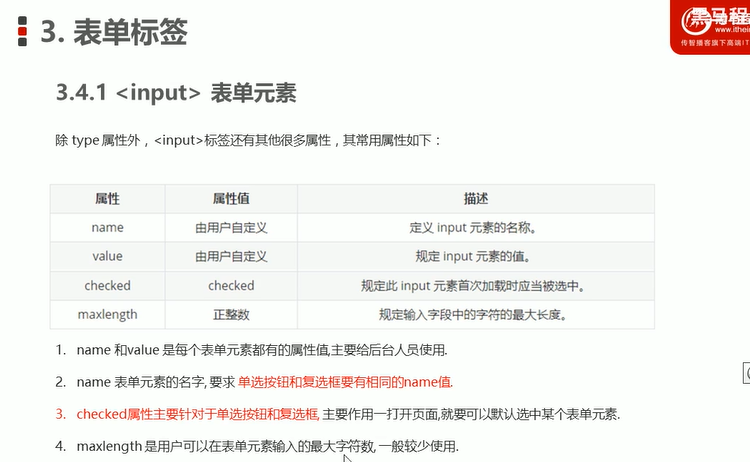 3. 表单标签
黑马程
www.ithei
传智播客旗下高端IT
3.4.1 <input> 表单元素
除 type 属性外，<input>标签还有其他很多属性，其常用属性如下：
属性 属性值 描述
name 由用户自定义 定义 input 元素的名称。
value 由用户自定义 规定 input 元素的值。
checked checked 规定此 input 元素首次加载时应当被选中。
maxlength 正整数 规定输入字段中的字符的最大长度。
1. name 和value 是每个表单元素都有的属性值,主要给后台人员使用.
2. name 表单元素的名字, 要求 单选按钮和复选框要有相同的name值.
3. checked属性主要针对于单选按钮和复选框, 主要作用一打开页面,就要可以默认选中某个表单元素.
4. maxlength 是用户可以在表单元素输入的最大字符数, 一般较少使用.